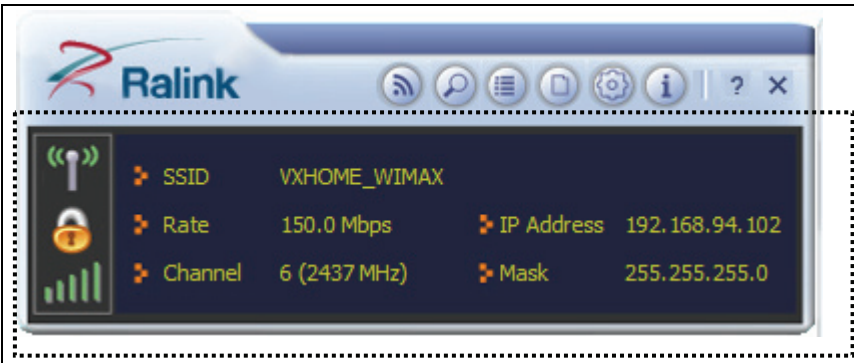 Ralink
? ×
SSID VXHOME_WIMAX
Rate 150.0 Mbps IP Address 192.168.94.102
Channel 6 (2437 MHz) Mask 255.255.255.0